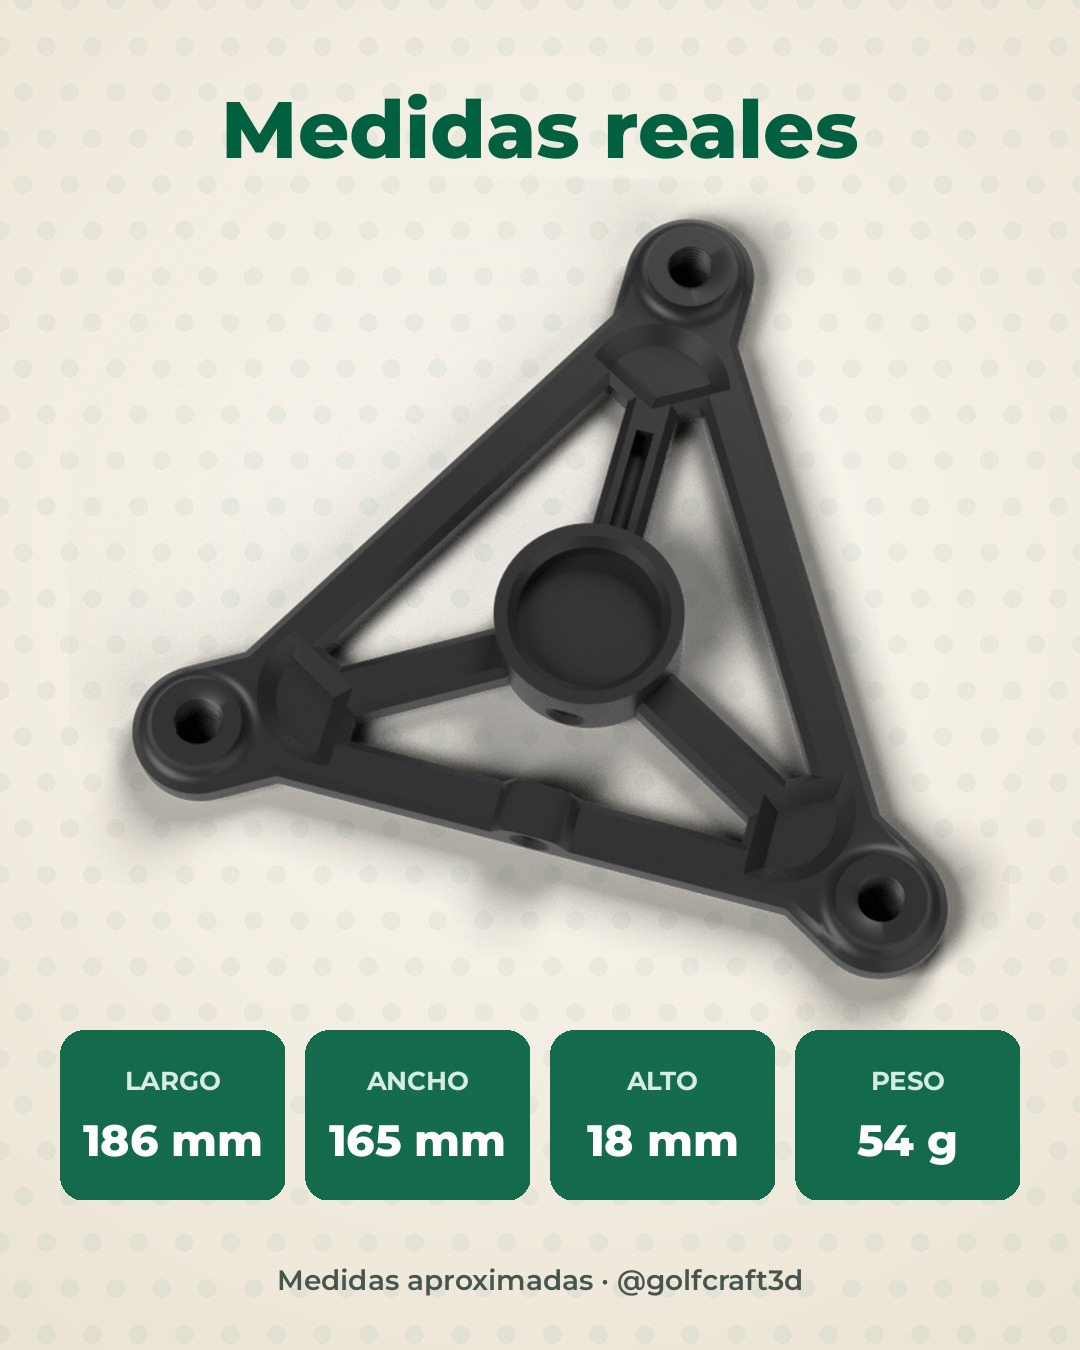 Medidas reales
LARGO
186 mm
ANCHO
165 mm
ALTO
18 mm
PESO
54 g
Medidas aproximadas · @golfcraft3d